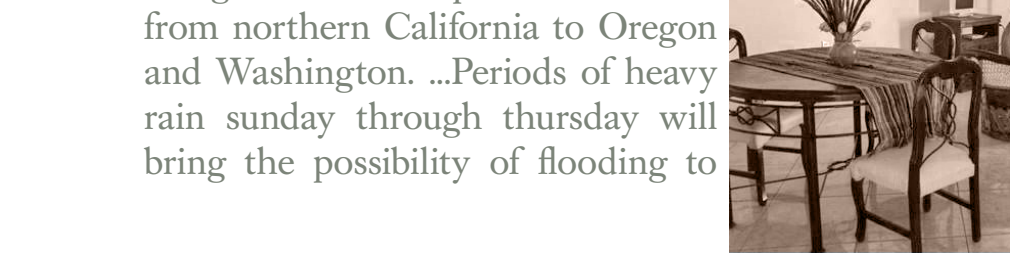 from northern California to Oregon
and Washington. ...Periods of heavy
rain sunday through thursday will
bring the possibility of flooding to